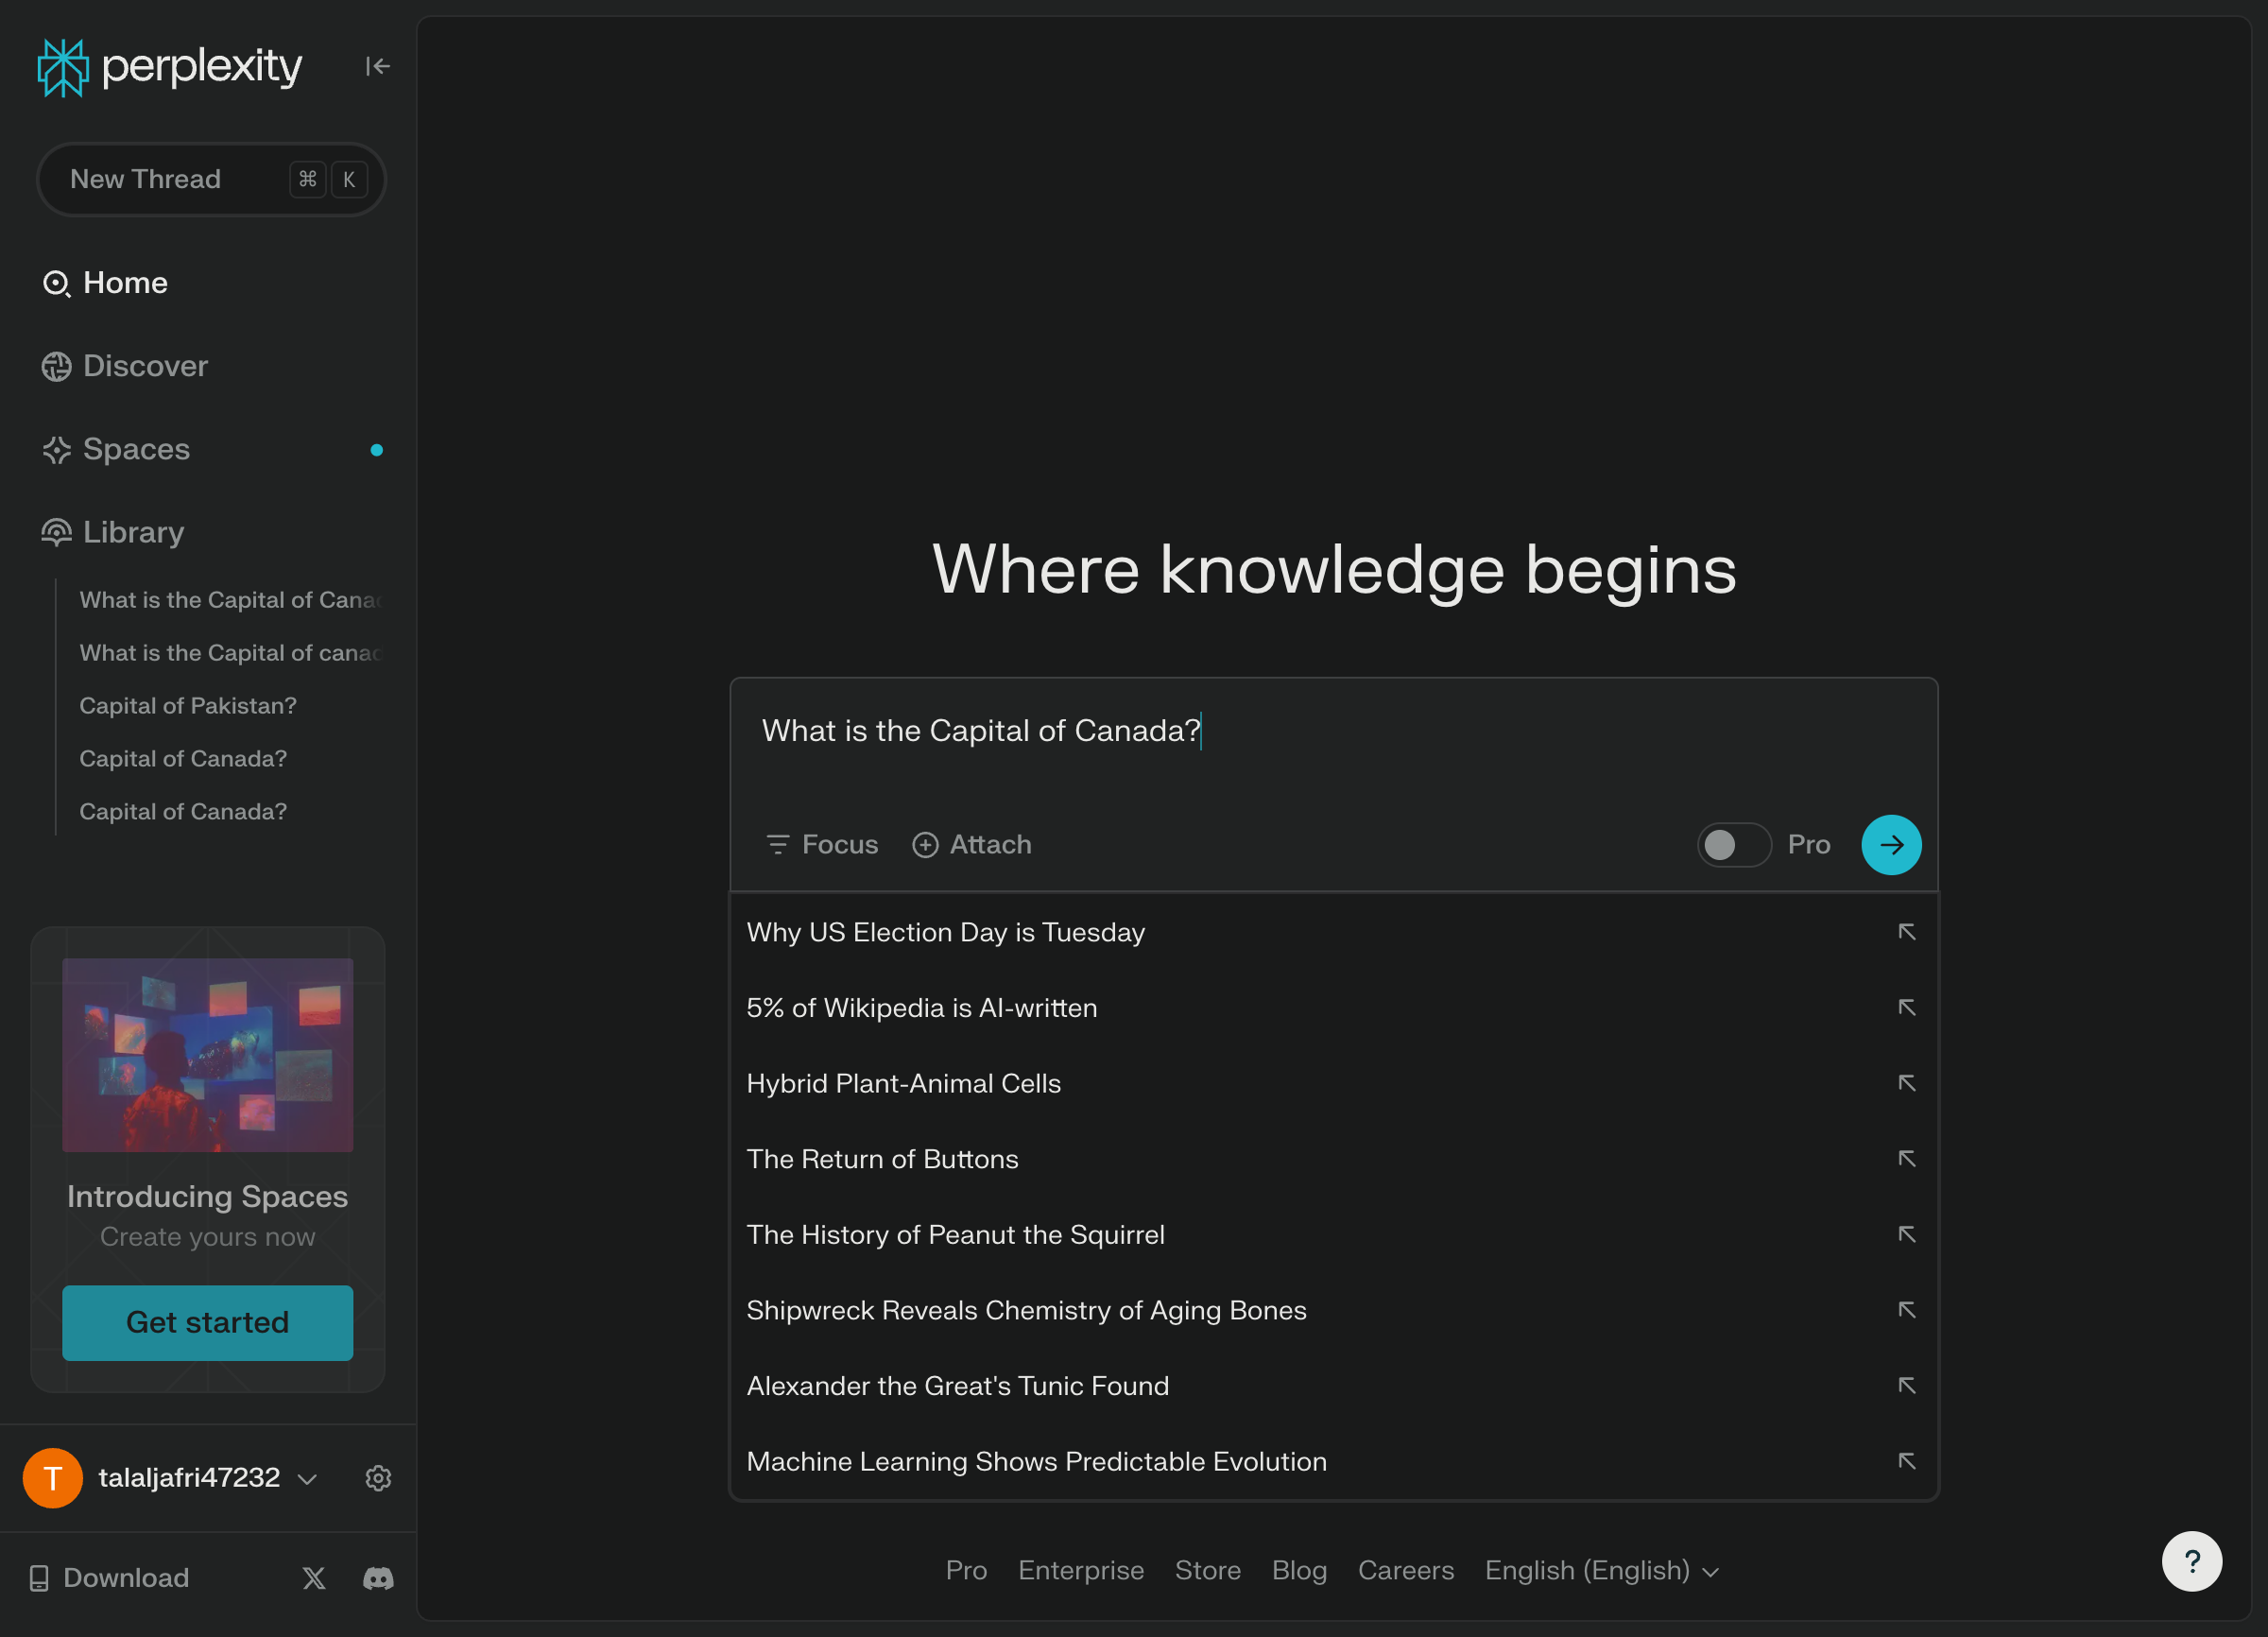 perplexity
New Thread ⌘ K
Home
Discover
Spaces
Library
What is the Capital of Canad
What is the Capital of canad
Capital of Pakistan?
Capital of Canada?
Capital of Canada?
Introducing Spaces
Create yours now
Get started
T talaljafri47232
Download
Where knowledge begins
What is the Capital of Canada?
Focus Attach Pro
Why US Election Day is Tuesday
5% of Wikipedia is AI-written
Hybrid Plant-Animal Cells
The Return of Buttons
The History of Peanut the Squirrel
Shipwreck Reveals Chemistry of Aging Bones
Alexander the Great's Tunic Found
Machine Learning Shows Predictable Evolution
Pro Enterprise Store Blog Careers English (English)
?